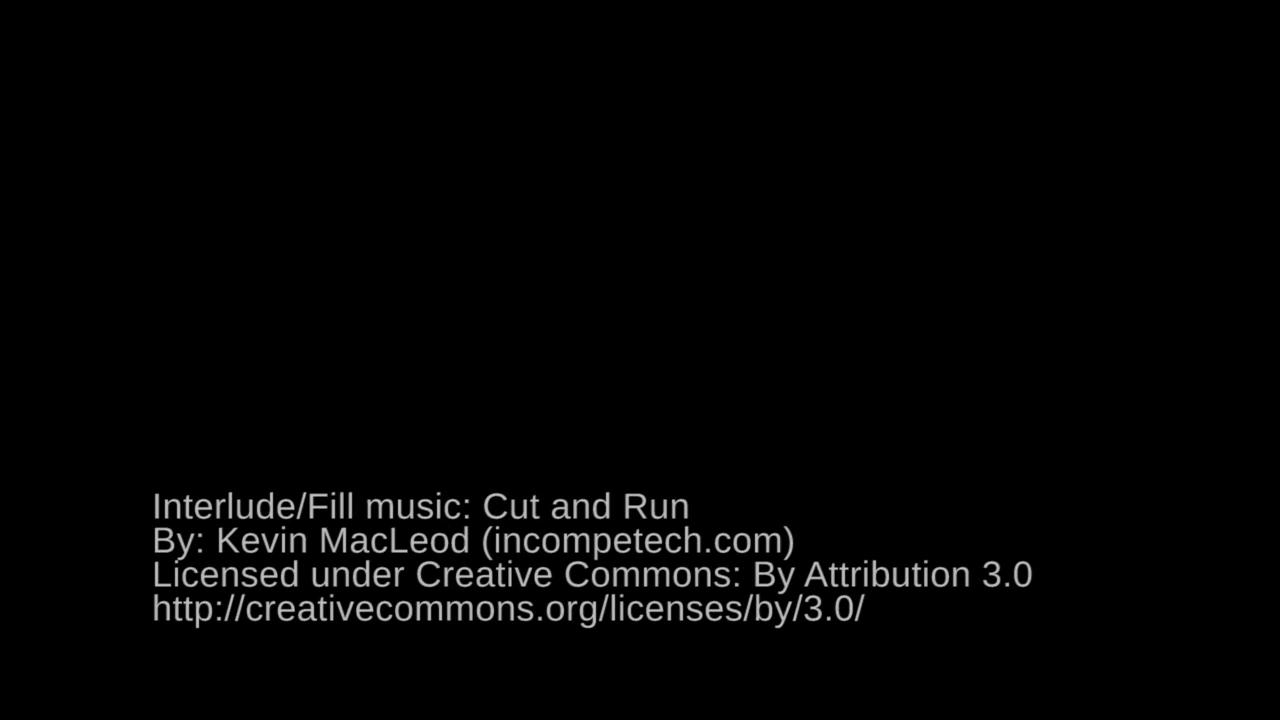 Interlude/Fill music: Cut and Run
By: Kevin MacLeod (incompetech.com)
Licensed under Creative Commons: By Attribution 3.0
http://creativecommons.org/licenses/by/3.0/